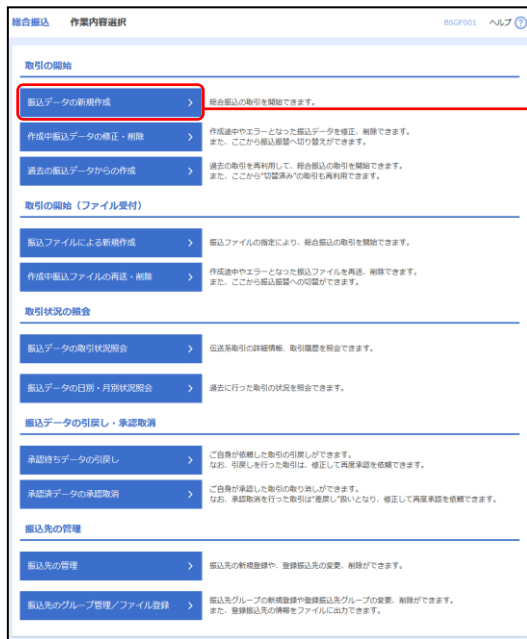 総合振込 作業内容選択 BSGF001 ヘルプ ?
取引の開始
振込データの新規作成 > 総合振込の取引を開始できます。
作成中振込データの修正・削除 > 作成途中やエラーとなった振込データを修正、削除できます。
また、ここから振込振替へ切り替えができます。
過去の振込データからの作成 > 過去の取引を再利用して、総合振込の取引を開始できます。
また、ここから"切替済み"の取引も再利用できます。
取引の開始（ファイル受付）
振込ファイルによる新規作成 > 振込ファイルの指定により、総合振込の取引を開始できます。
作成中振込ファイルの再送・削除 > 作成途中やエラーとなった振込ファイルを再送、削除できます。
また、ここから振込振替への切替ができます。
取引状況の照会
振込データの取引状況照会 > 伝送系取引の詳細情報、取引履歴を照会できます。
振込データの日別・月別状況照会 > 過去に行った取引の状況を照会できます。
振込データの引戻し・承認取消
承認待ちデータの引戻し > ご自身が依頼した取引の引戻しができます。
なお、引戻しを行った取引は、修正して再度承認を依頼できます。
承認済データの承認取消 > ご自身が承認した取引の取り消しができます。
なお、承認取消を行った取引は"差戻し"扱いとなり、修正して再度承認を依頼できます。
振込先の管理
振込先の管理 > 振込先の新規登録や、登録振込先の変更、削除ができます。
振込先のグループ管理／ファイル登録 > 振込先グループの新規登録や登録振込先グループの変更、削除ができます。
また、登録振込先の情報をファイルに出力できます。